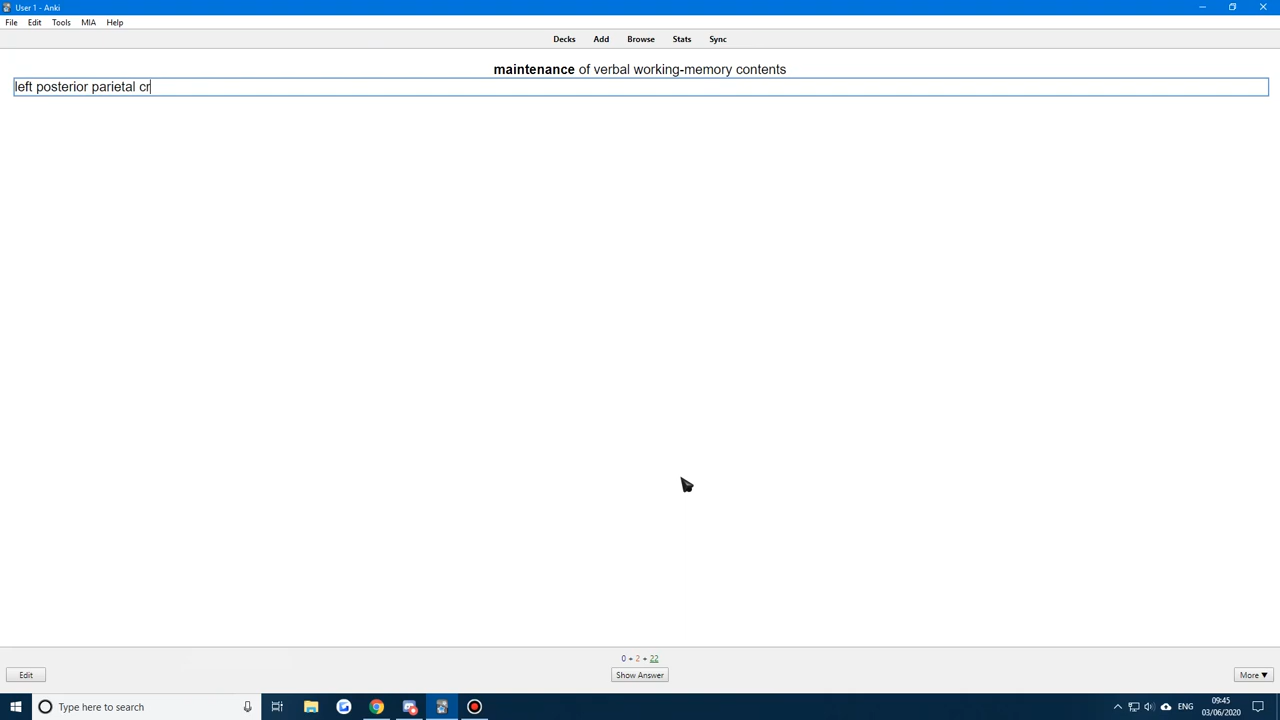 User 1 - Anki
File Edit Tools MIA Help
Decks Add Browse Stats Sync
maintenance of verbal working-memory contents
left posterior parietal cr
0 + 2 + 22
Edit Show Answer More ▼
Type here to search
ENG
09:45
03/06/2020